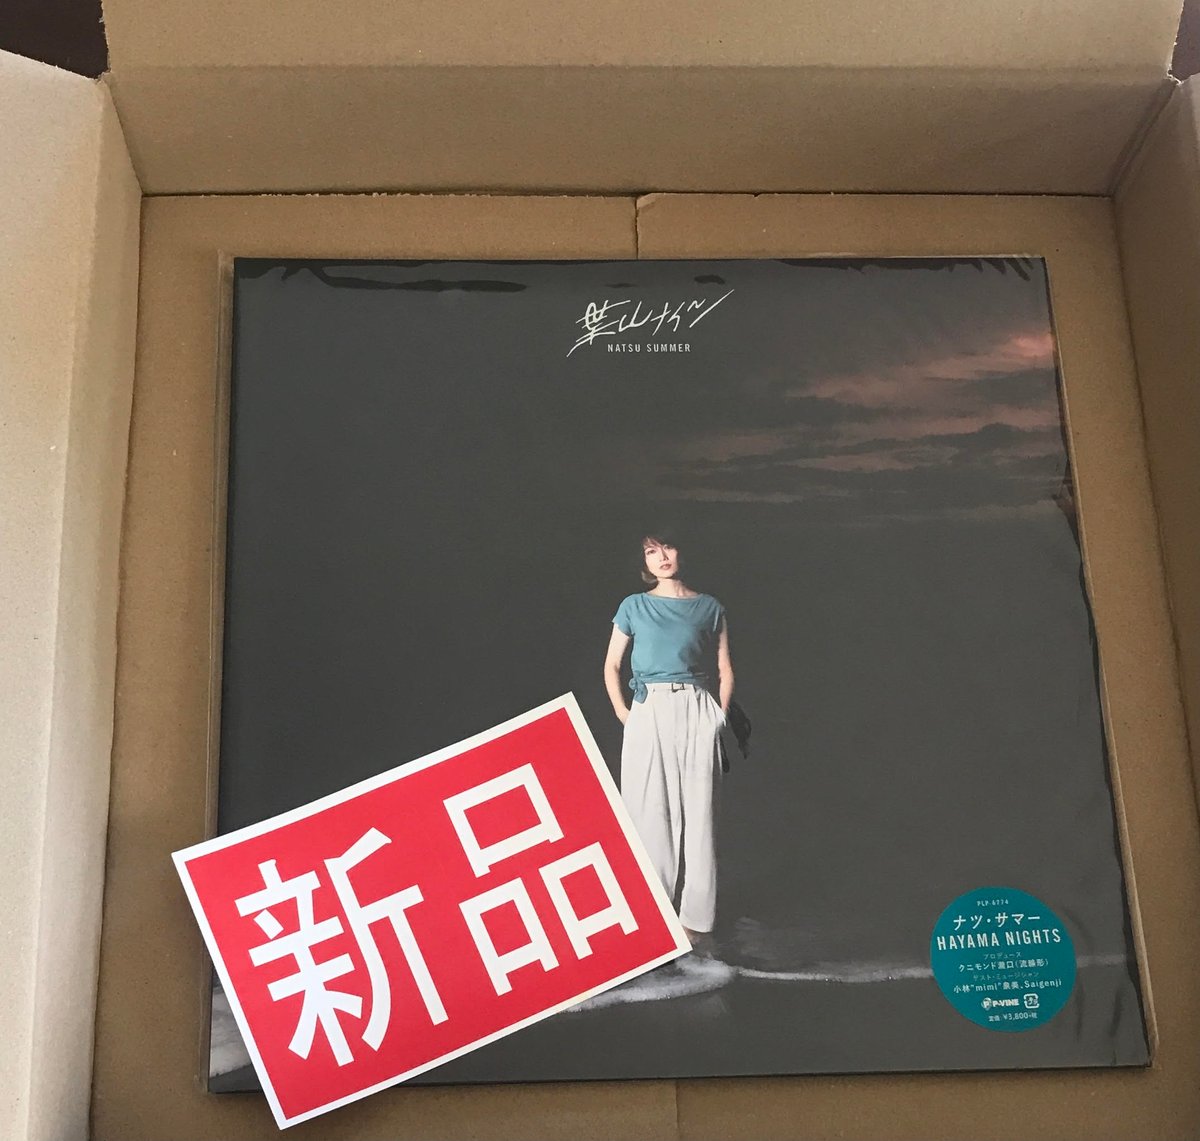 葉山ナイツ
NATSU SUMMER
新品
PLP-6774
ナツ・サマー
HAYAMA NIGHTS
プロデュース
クニモンド瀧口(流線形)
ゲスト・ミュージシャン
小林"mimi"泉美、Saigenji
P-VINE
定価 ¥3,800+税